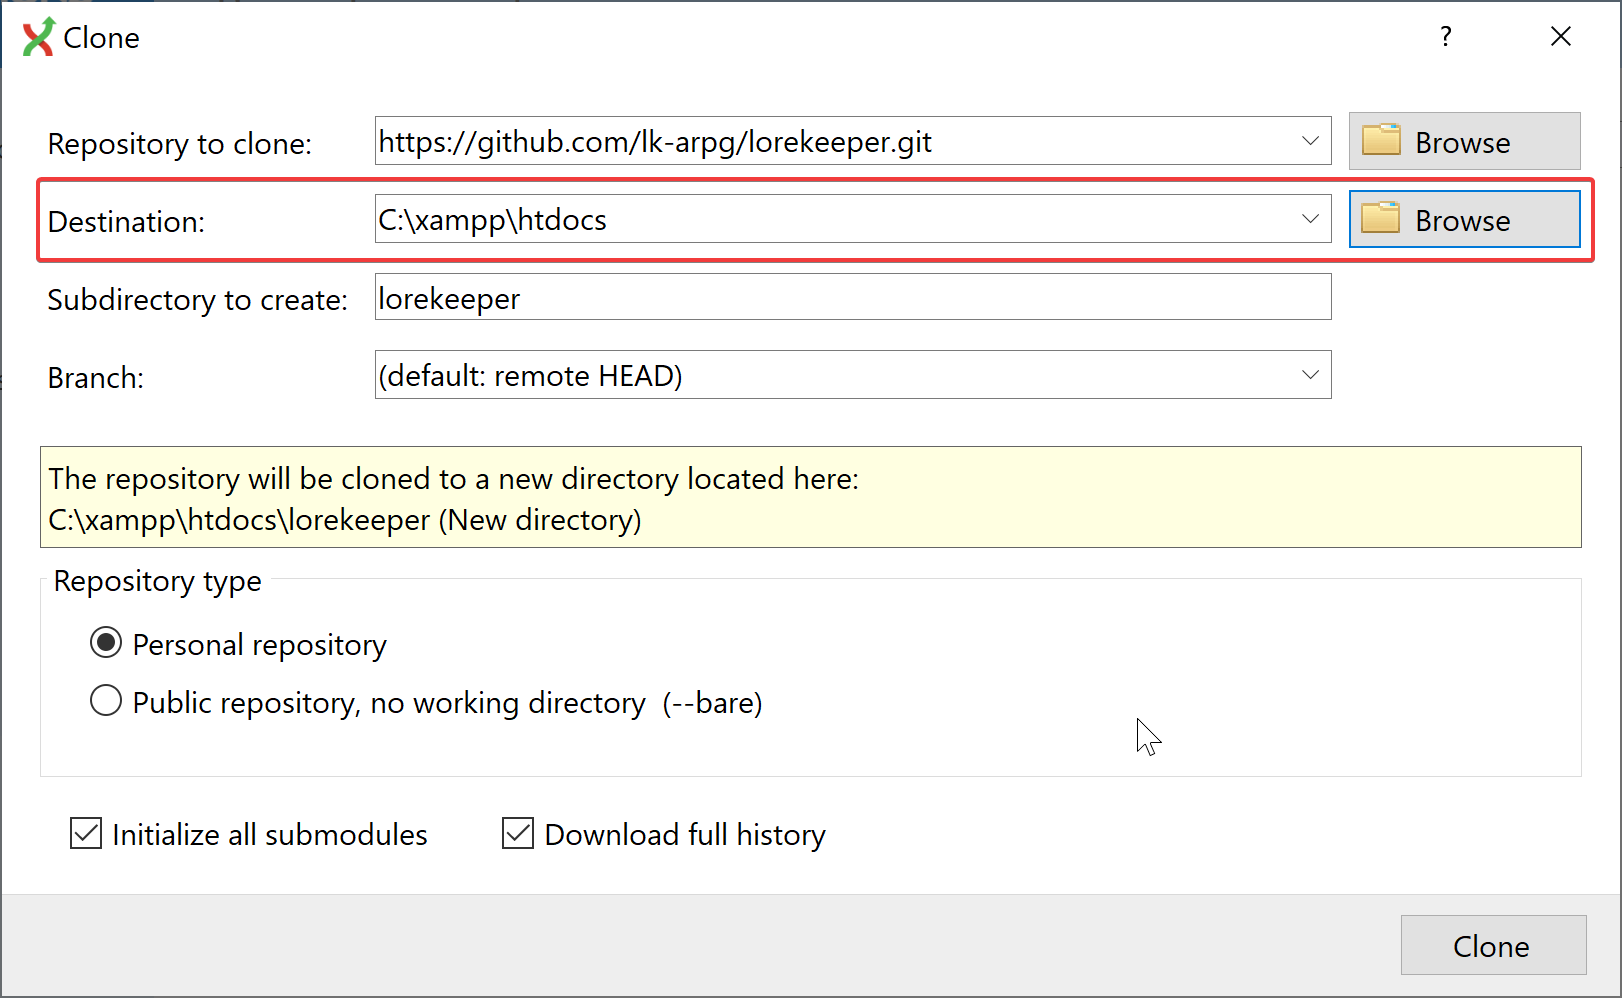 Clone
?
Repository to clone: https://github.com/lk-arpg/lorekeeper.git Browse
Destination: C:\xampp\htdocs Browse
Subdirectory to create: lorekeeper
Branch: (default: remote HEAD)
The repository will be cloned to a new directory located here:
C:\xampp\htdocs\lorekeeper (New directory)
Repository type
Personal repository
Public repository, no working directory  (--bare)
Initialize all submodules Download full history
Clone